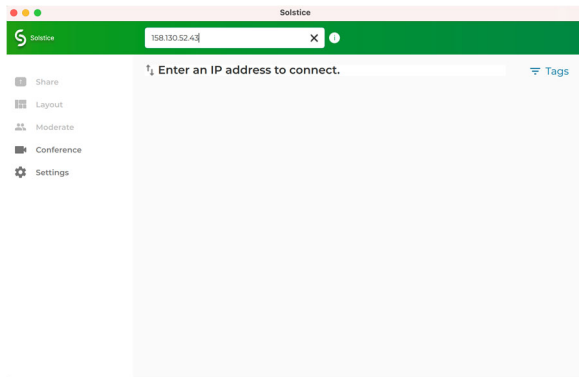 Solstice
Solstice
158.130.52.43
Enter an IP address to connect.
Tags
Share
Layout
Moderate
Conference
Settings